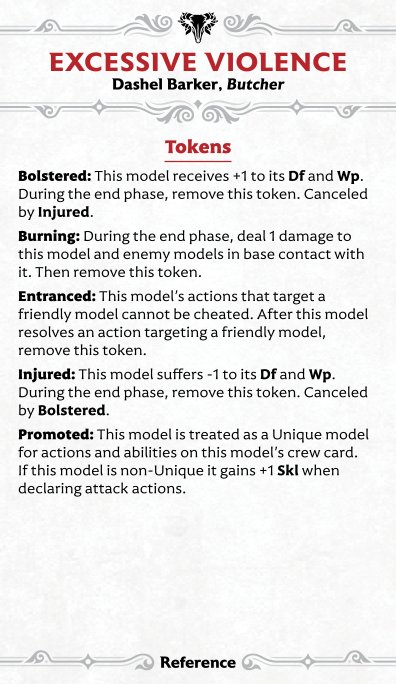 EXCESSIVE VIOLENCE
Dashel Barker, Butcher
Tokens
Bolstered: This model receives +1 to its Df and Wp.
During the end phase, remove this token. Canceled
by Injured.
Burning: During the end phase, deal 1 damage to
this model and enemy models in base contact with
it. Then remove this token.
Entranced: This model's actions that target a
friendly model cannot be cheated. After this model
resolves an action targeting a friendly model,
remove this token.
Injured: This model suffers -1 to its Df and Wp.
During the end phase, remove this token. Canceled
by Bolstered.
Promoted: This model is treated as a Unique model
for actions and abilities on this model's crew card.
If this model is non-Unique it gains +1 Skl when
declaring attack actions.
Reference